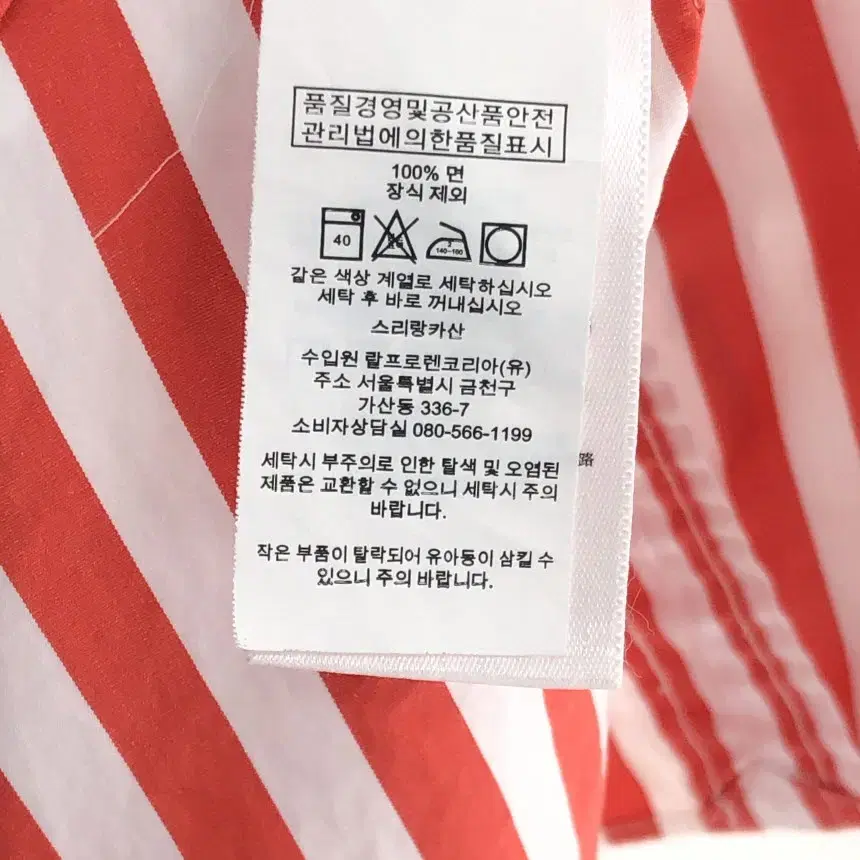 품질경영및공산품안전
관리법에의한품질표시
100% 면
장식 제외
40
140~160
같은 색상 계열로 세탁하십시오
세탁 후 바로 꺼내십시오
스리랑카산
수입원 랄프로렌코리아(유)
주소 서울특별시 금천구
가산동 336-7
소비자상담실 080-566-1199
세탁시 부주의로 인한 탈색 및 오염된
제품은 교환할 수 없으니 세탁시 주의
바랍니다.
작은 부품이 탈락되어 유아등이 삼킬 수
있으니 주의 바랍니다.
路